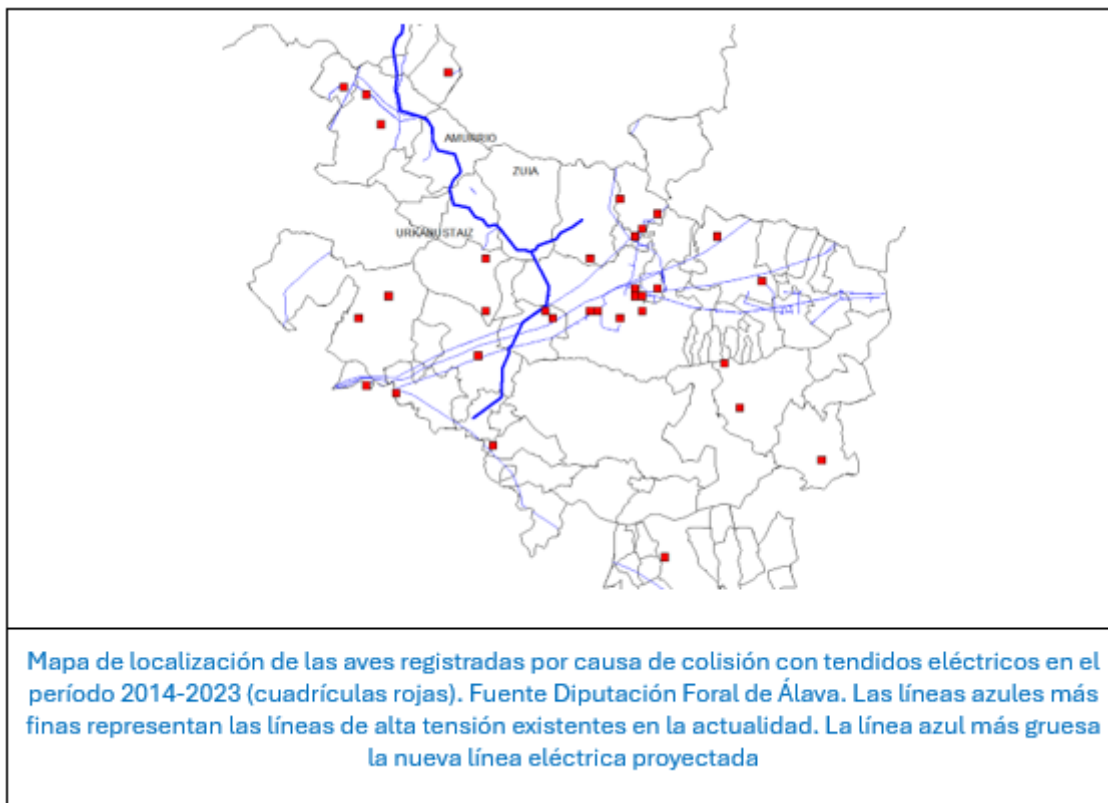 AMURRIO
ZUIA
URKABUSTAIZ
Mapa de localización de las aves registradas por causa de colisión con tendidos eléctricos en el
período 2014-2023 (cuadrículas rojas). Fuente Diputación Foral de Álava. Las líneas azules más
finas representan las líneas de alta tensión existentes en la actualidad. La línea azul más gruesa
la nueva línea eléctrica proyectada